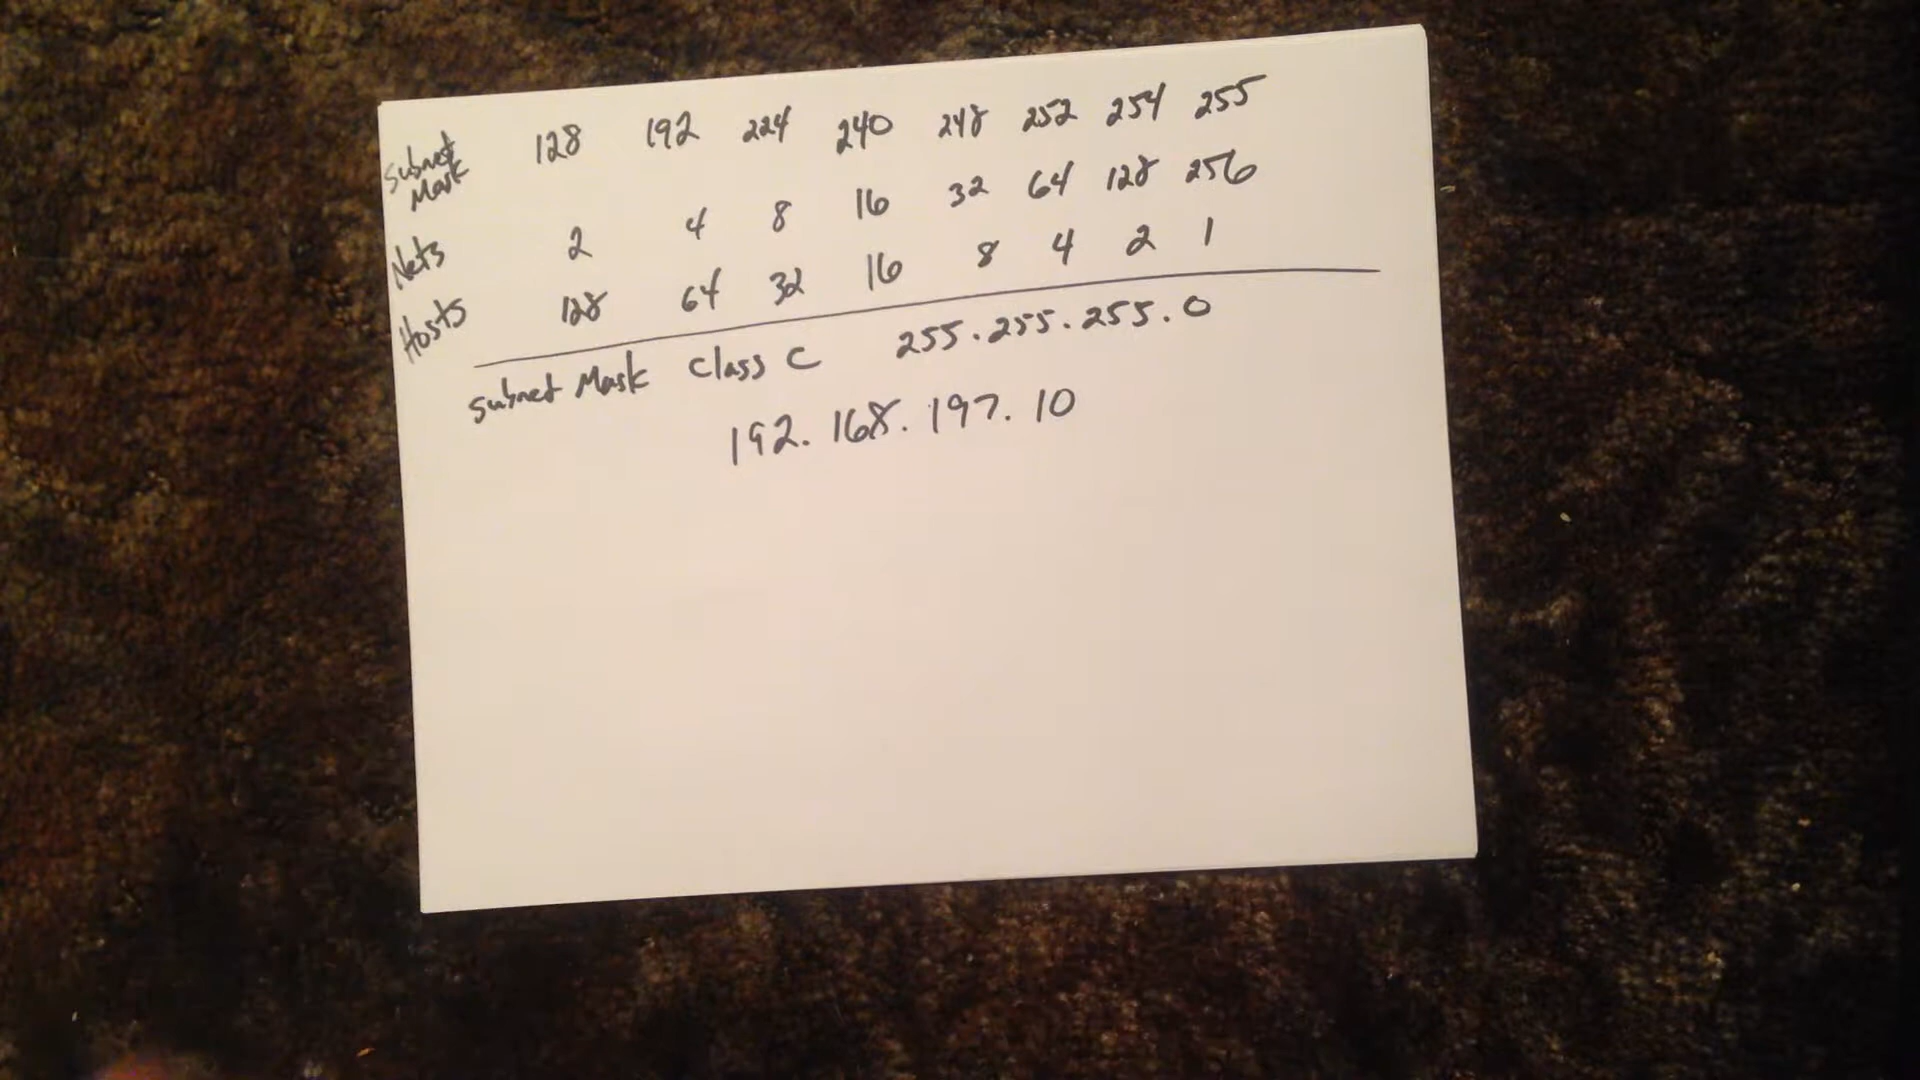 Subnet Mask 128 192 224 240 248 252 254 255
Nets 2 4 8 16 32 64 128 256
Hosts 128 64 32 16 8 4 2 1
Subnet Mask Class C 255.255.255.0
192.168.197.10